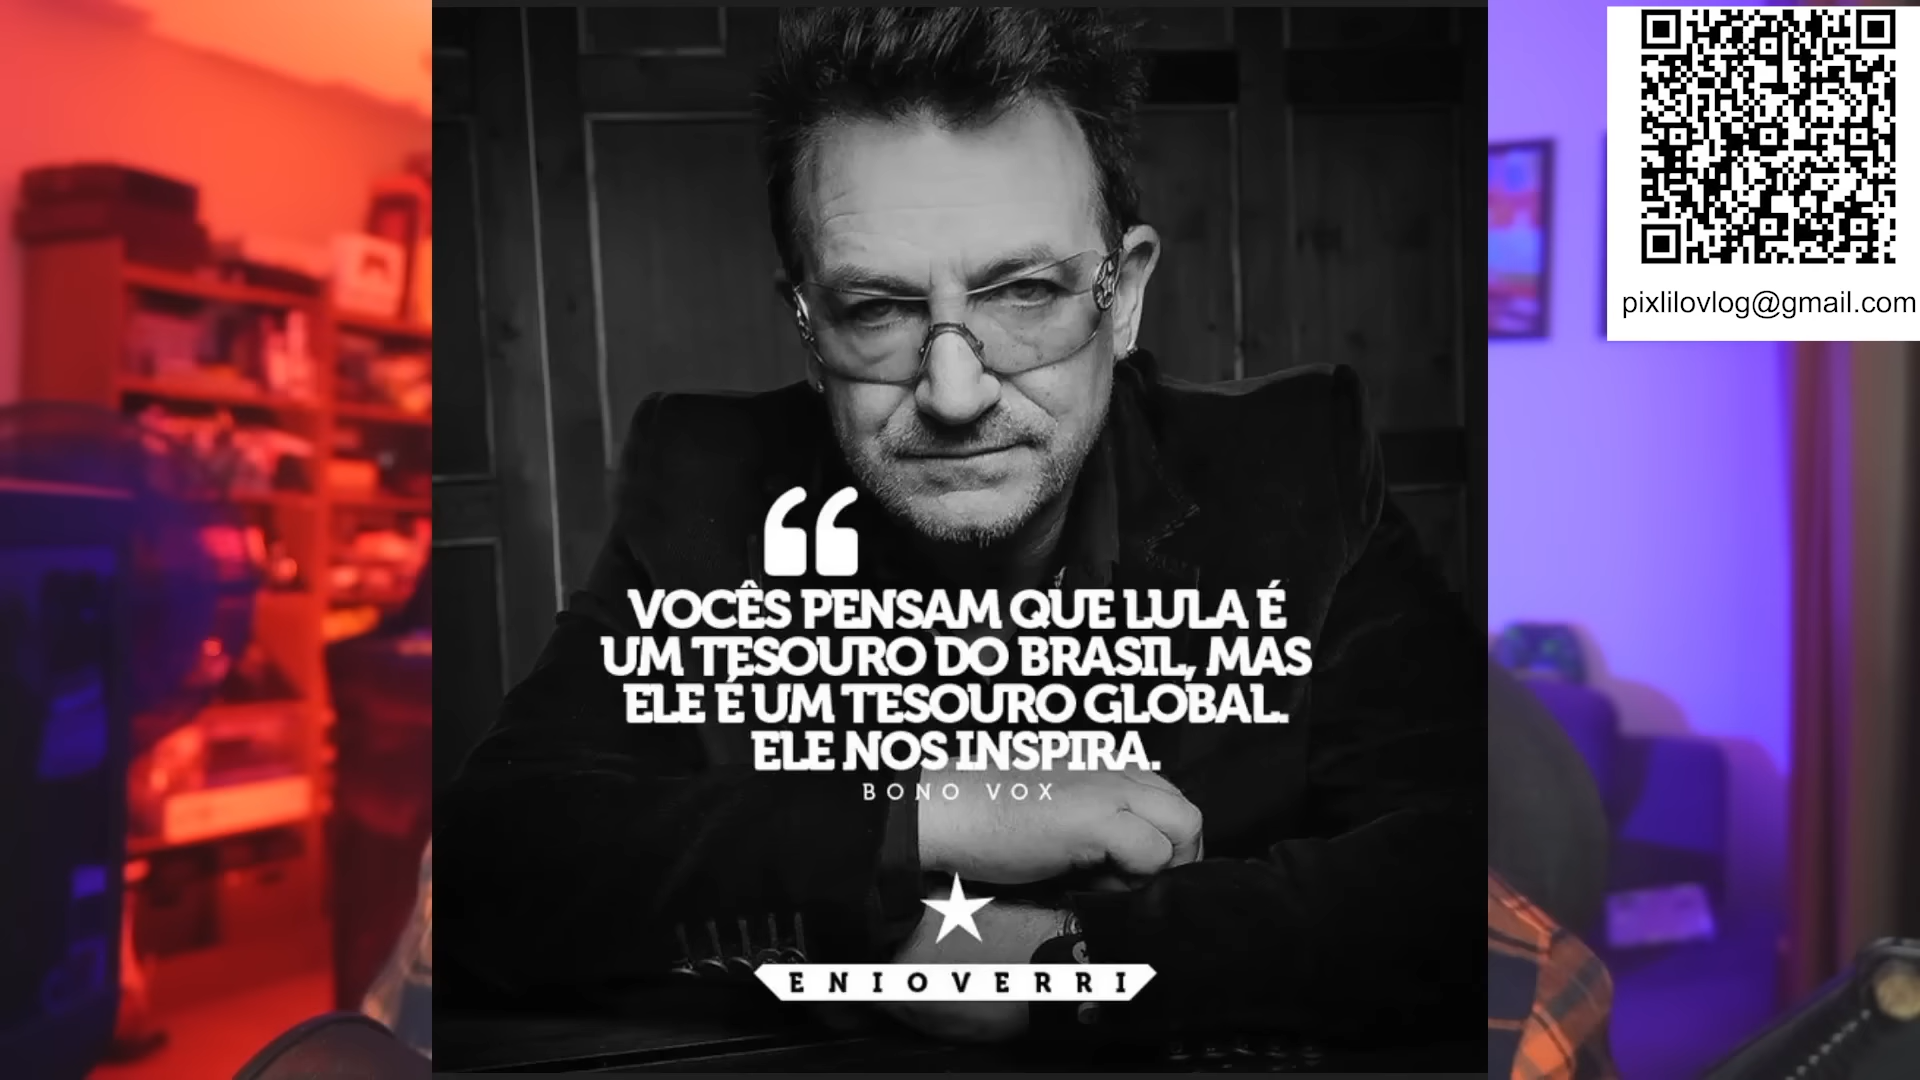 pixlilovlog@gmail.com
“
VOCÊS PENSAM QUE LULA É
UM TESOURO DO BRASIL, MAS
ELE É UM TESOURO GLOBAL.
ELE NOS INSPIRA.
BONO VOX
ENIOVERRI